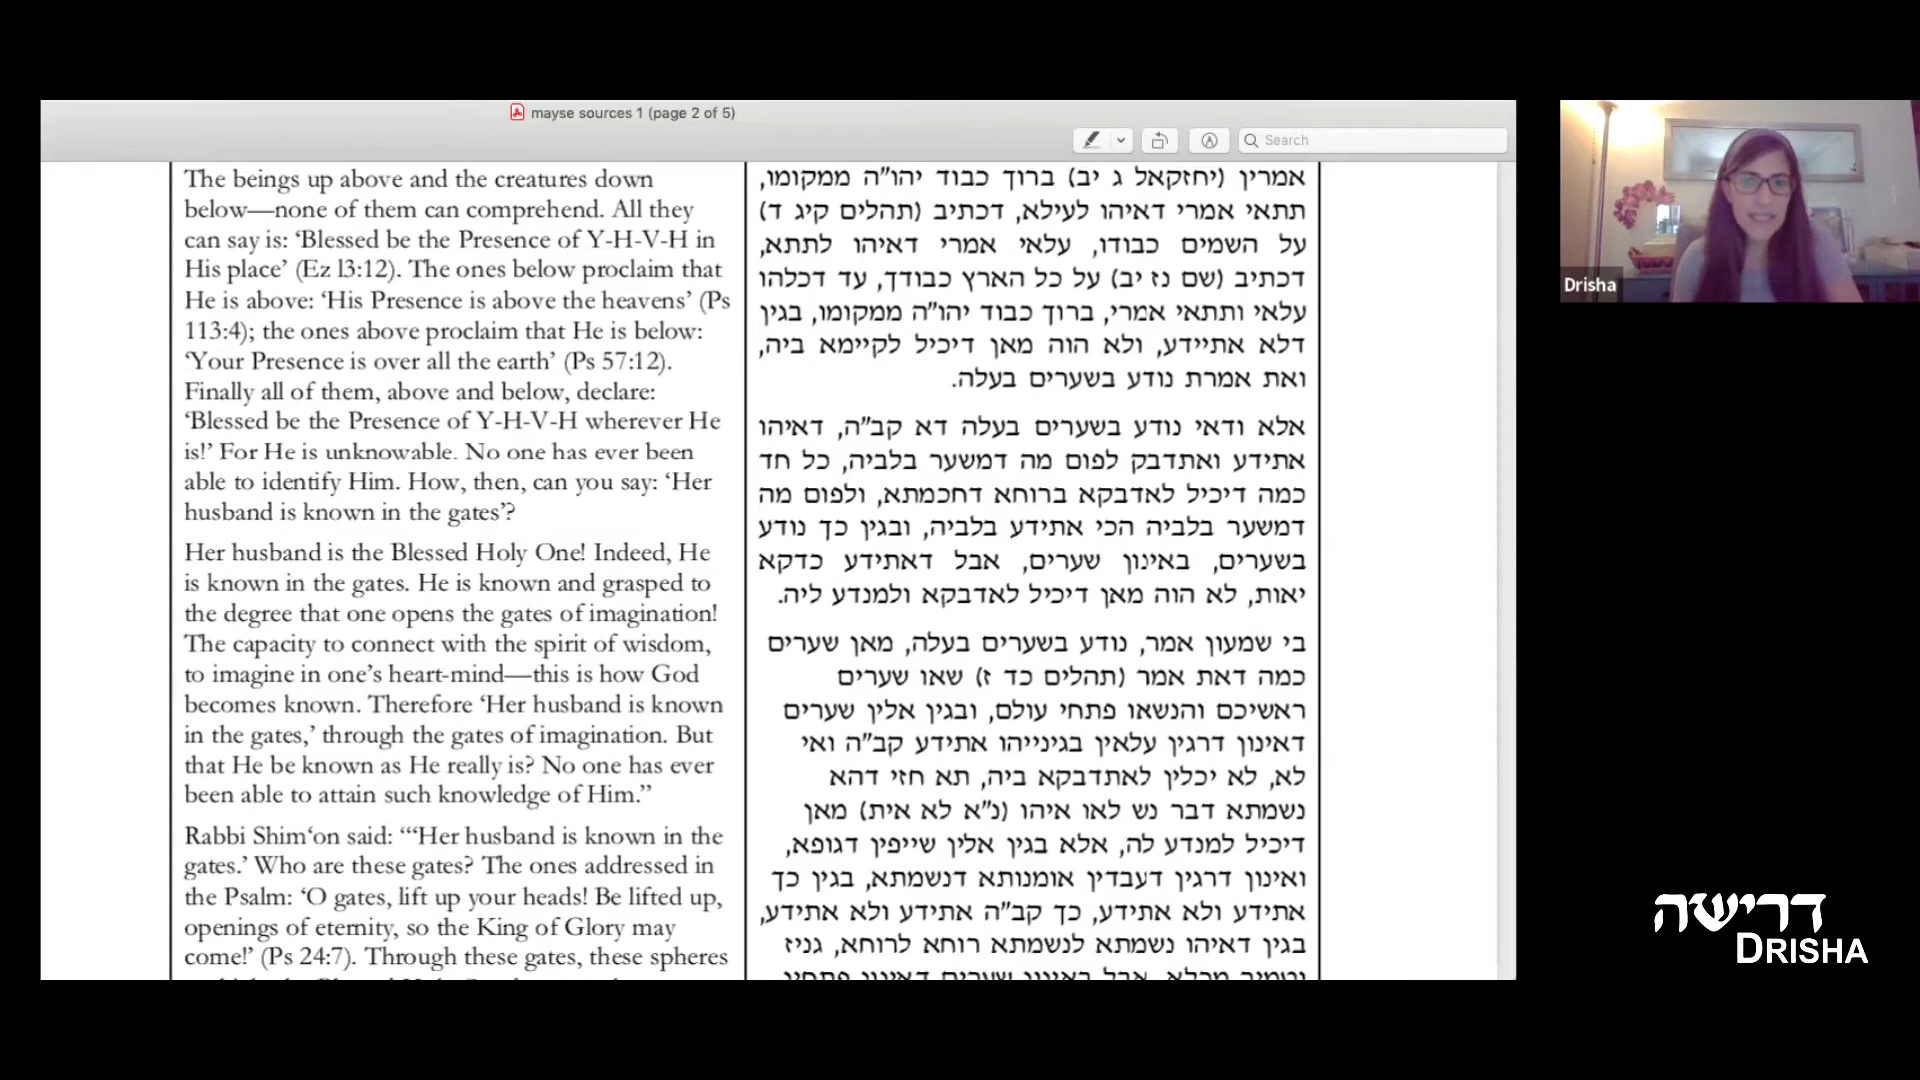 mayse sources 1 (page 2 of 5)
Search
The beings up above and the creatures down
below—none of them can comprehend. All they
can say is: ‘Blessed be the Presence of Y-H-V-H in
His place’ (Ez l3:12). The ones below proclaim that
He is above: ‘His Presence is above the heavens’ (Ps
113:4); the ones above proclaim that He is below:
‘Your Presence is over all the earth’ (Ps 57:12).
Finally all of them, above and below, declare:
‘Blessed be the Presence of Y-H-V-H wherever He
is!’ For He is unknowable. No one has ever been
able to identify Him. How, then, can you say: ‘Her
husband is known in the gates’?
Her husband is the Blessed Holy One! Indeed, He
is known in the gates. He is known and grasped to
the degree that one opens the gates of imagination!
The capacity to connect with the spirit of wisdom,
to imagine in one’s heart-mind—this is how God
becomes known. Therefore ‘Her husband is known
in the gates,’ through the gates of imagination. But
that He be known as He really is? No one has ever
been able to attain such knowledge of Him.”
Rabbi Shim‘on said: “‘Her husband is known in the
gates.’ Who are these gates? The ones addressed in
the Psalm: ‘O gates, lift up your heads! Be lifted up,
openings of eternity, so the King of Glory may
come!’ (Ps 24:7). Through these gates, these spheres
אמרין (יחזקאל ג יב) ברוך כבוד יהו"ה ממקומו,
תתאי אמרי דאיהו לעילא, דכתיב (תהלים קיג ד)
על השמים כבודו, עלאי אמרי דאיהו לתתא,
דכתיב (שם נז יב) על כל הארץ כבודך, עד דכלהו
עלאי ותתאי אמרי, ברוך כבוד יהו"ה ממקומו, בגין
דלא אתיידע, ולא הוה מאן דיכיל לקיימא ביה,
ואת אמרת נודע בשערים בעלה.
אלא ודאי נודע בשערים בעלה דא קב"ה, דאיהו
אתידע ואתדבק לפום מה דמשער בלביה, כל חד
כמה דיכיל לאדבקא ברוחא דחכמתא, ולפום מה
דמשער בלביה הכי אתידע בלביה, ובגין כך נודע
בשערים, באינון שערים, אבל דאתידע כדקא
יאות, לא הוה מאן דיכיל לאדבקא ולמנדע ליה.
בי שמעון אמר, נודע בשערים בעלה, מאן שערים
כמה דאת אמר (תהלים כד ז) שאו שערים
ראשיכם והנשאו פתחי עולם, ובגין אלין שערים
דאינון דרגין עלאין בגינייהו אתידע קב"ה ואי
לא, לא יכלין לאתדבקא ביה, תא חזי דהא
נשמתא דבר נש לאו איהו (נ"א לא אית) מאן
דיכיל למנדע לה, אלא בגין אלין שייפין דגופא,
ואינון דרגין דעבדין אומנותא דנשמתא, בגין כך
אתידע ולא אתידע, כך קב"ה אתידע ולא אתידע,
בגין דאיהו נשמתא לנשמתא רוחא לרוחא, גניז
וטמיר מכלא, אבל באינון שערים דאינון פתחין
Drisha
דרישה
DRISHA